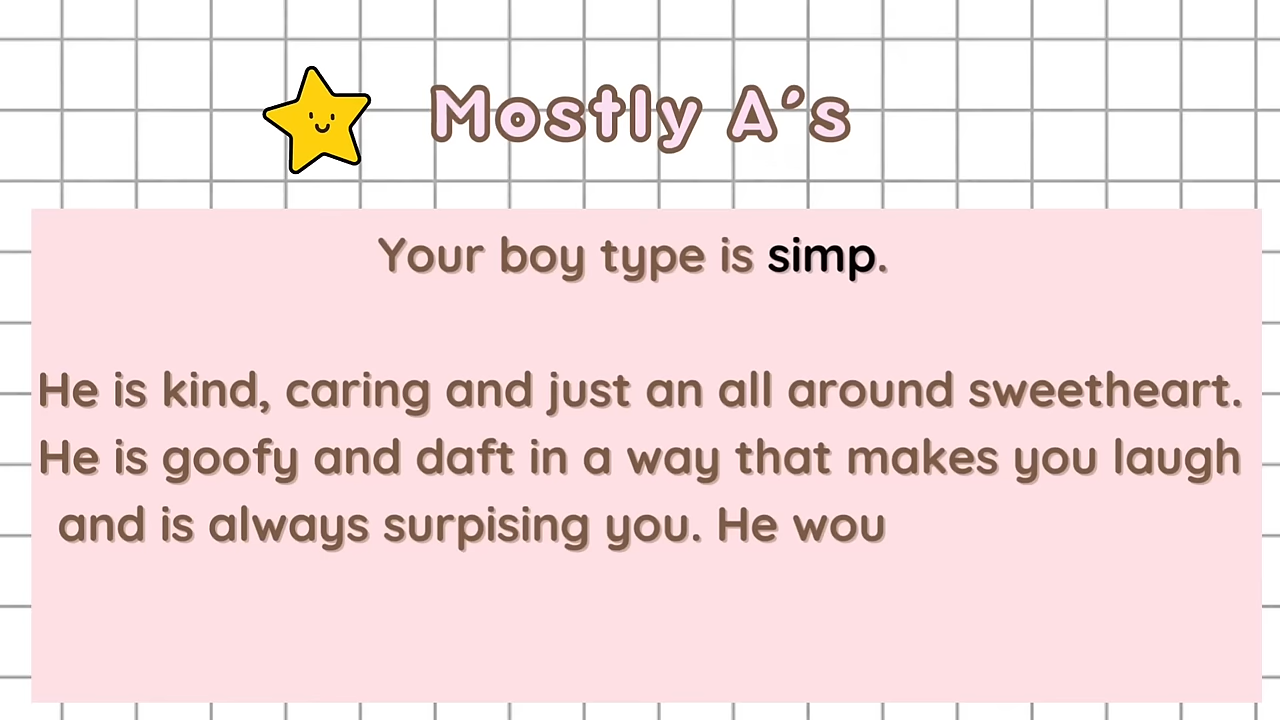 Mostly A's
Your boy type is simp.
He is kind, caring and just an all around sweetheart.
He is goofy and daft in a way that makes you laugh
and is always surpising you. He wou